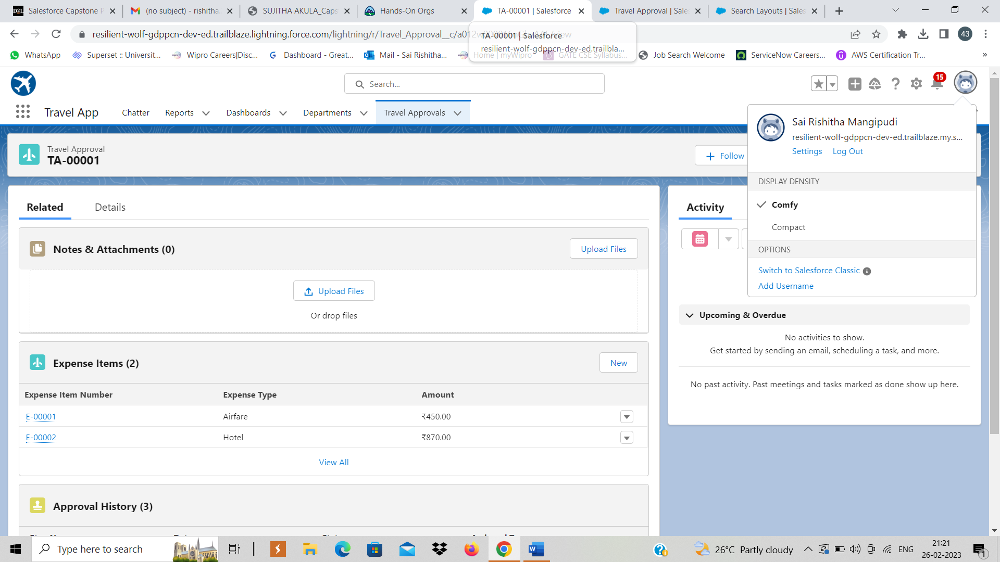 Salesforce Capstone P
(no subject) - rishitha.
SUJITHA AKULA_Caps
Hands-On Orgs
TA-00001 | Salesforce
Travel Approval | Sale
Search Layouts | Sales
resilient-wolf-gdppcn-dev-ed.trailblaze.lightning.force.com/lightning/r/Travel_Approval__c/a012w
TA-00001 | Salesforce
resilient-wolf-gdppcn-dev-ed.trailbla...
43
WhatsApp
Superset :: Universit...
Wipro Careers|Disc...
Dashboard - Great...
Mail - Sai Rishitha...
Home | myWipro
GATE CSE Syllabus...
Job Search Welcome
ServiceNow Careers...
AWS Certification Tr...
Search...
15
Travel App
Chatter
Reports
Dashboards
Departments
Travel Approvals
Sai Rishitha Mangipudi
resilient-wolf-gdppcn-dev-ed.trailblaze.my.s...
Settings
Log Out
DISPLAY DENSITY
Comfy
Compact
OPTIONS
Switch to Salesforce Classic
Add Username
Travel Approval
TA-00001
Follow
Related
Details
Notes & Attachments (0)
Upload Files
Upload Files
Or drop files
Expense Items (2)
New
Expense Item Number
Expense Type
Amount
E-00001
Airfare
₹450.00
E-00002
Hotel
₹870.00
View All
Approval History (3)
Activity
Upcoming & Overdue
No activities to show.
Get started by sending an email, scheduling a task, and more.
No past activity. Past meetings and tasks marked as done show up here.
Type here to search
26°C Partly cloudy
ENG
21:21
26-02-2023
1